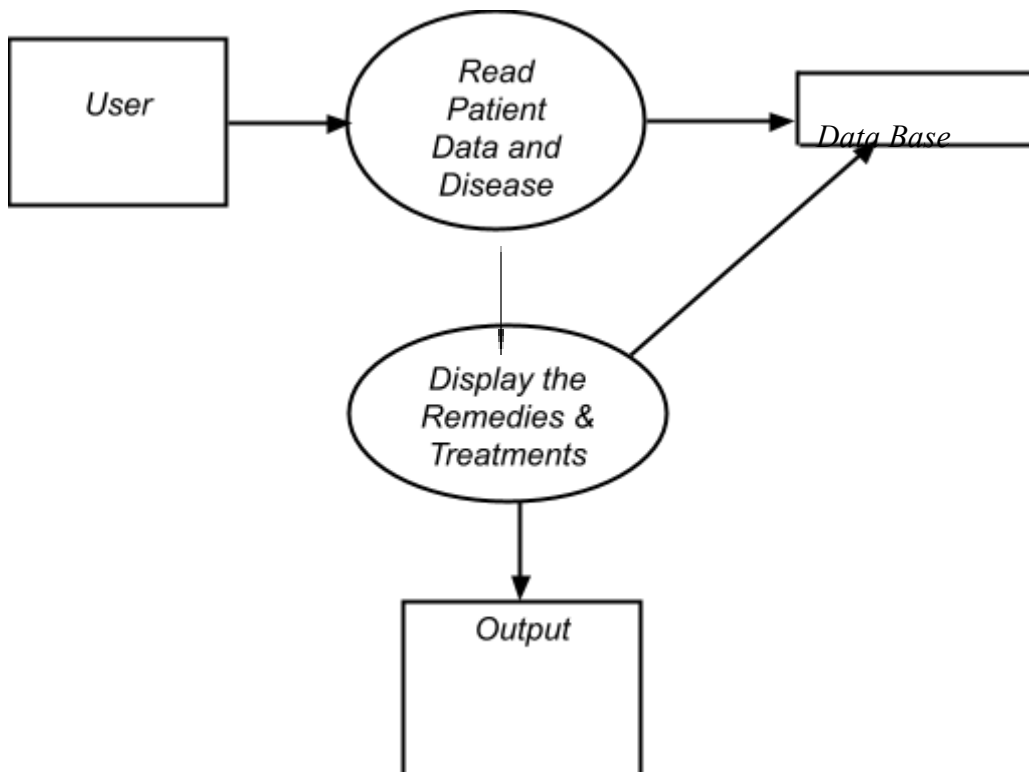 User
Read
Patient
Data and
Disease
Data Base
Display the
Remedies &
Treatments
Output